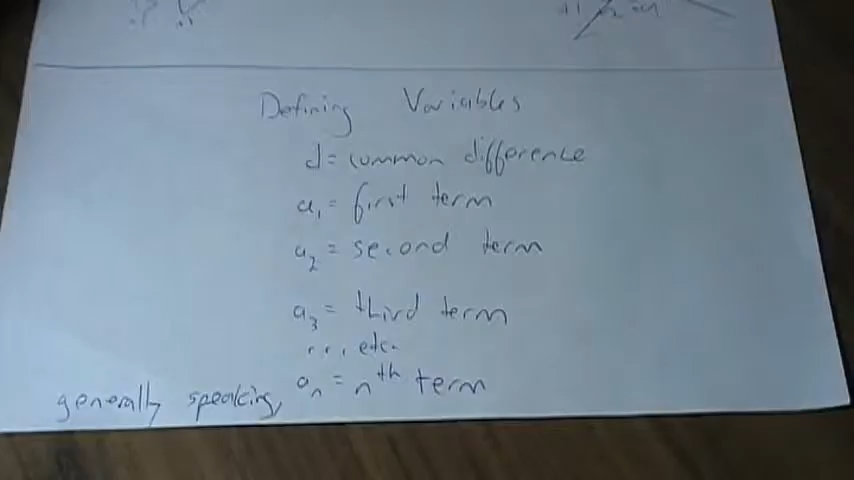 Defining Variables
d = common difference
a₁ = first term
a₂ = second term
a₃ = third term
... etc.
generally speaking, aₙ = nᵗʰ term